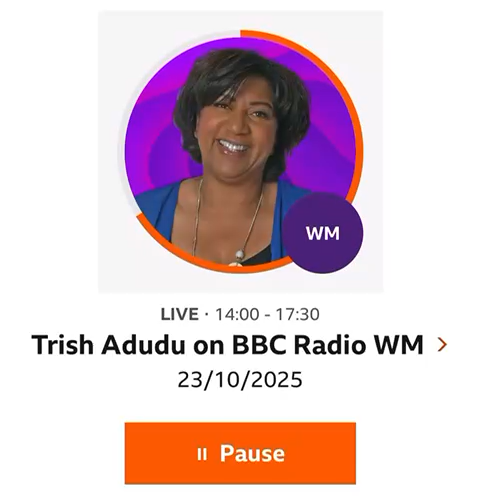 WM
LIVE · 14:00 - 17:30
Trish Adudu on BBC Radio WM
23/10/2025
Pause